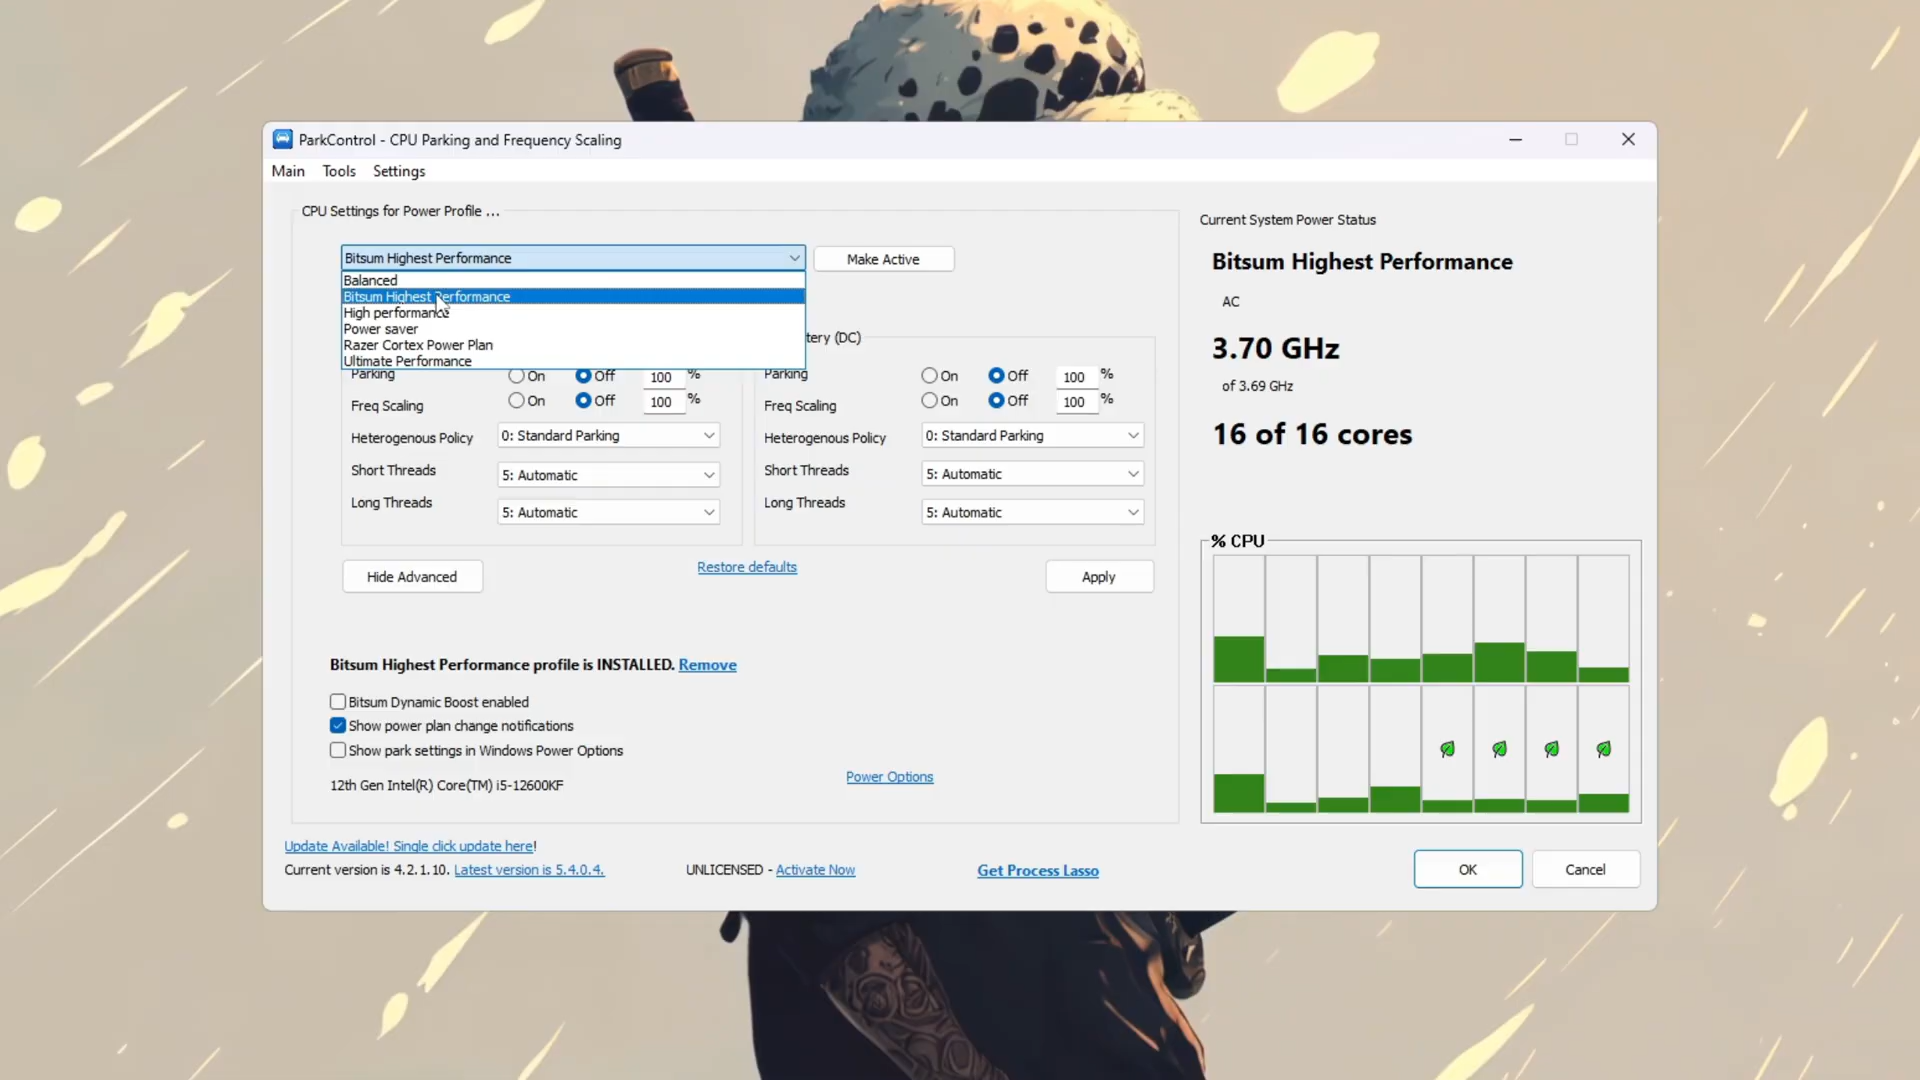 ParkControl - CPU Parking and Frequency Scaling
Main Tools Settings
CPU Settings for Power Profile ...
Bitsum Highest Performance
Make Active
Balanced
Bitsum Highest Performance
High performance
Power saver
Razer Cortex Power Plan
Ultimate Performance
tery (DC)
Parking On Off 100 %
Freq Scaling On Off 100 %
Heterogenous Policy 0: Standard Parking
Short Threads 5: Automatic
Long Threads 5: Automatic
Parking On Off 100 %
Freq Scaling On Off 100 %
Heterogenous Policy 0: Standard Parking
Short Threads 5: Automatic
Long Threads 5: Automatic
Hide Advanced
Restore defaults
Apply
Bitsum Highest Performance profile is INSTALLED. Remove
Bitsum Dynamic Boost enabled
Show power plan change notifications
Show park settings in Windows Power Options
12th Gen Intel(R) Core(TM) i5-12600KF
Power Options
Current System Power Status
Bitsum Highest Performance
AC
3.70 GHz
of 3.69 GHz
16 of 16 cores
% CPU
Update Available! Single click update here!
Current version is 4.2.1.10. Latest version is 5.4.0.4.
UNLICENSED - Activate Now
Get Process Lasso
OK
Cancel